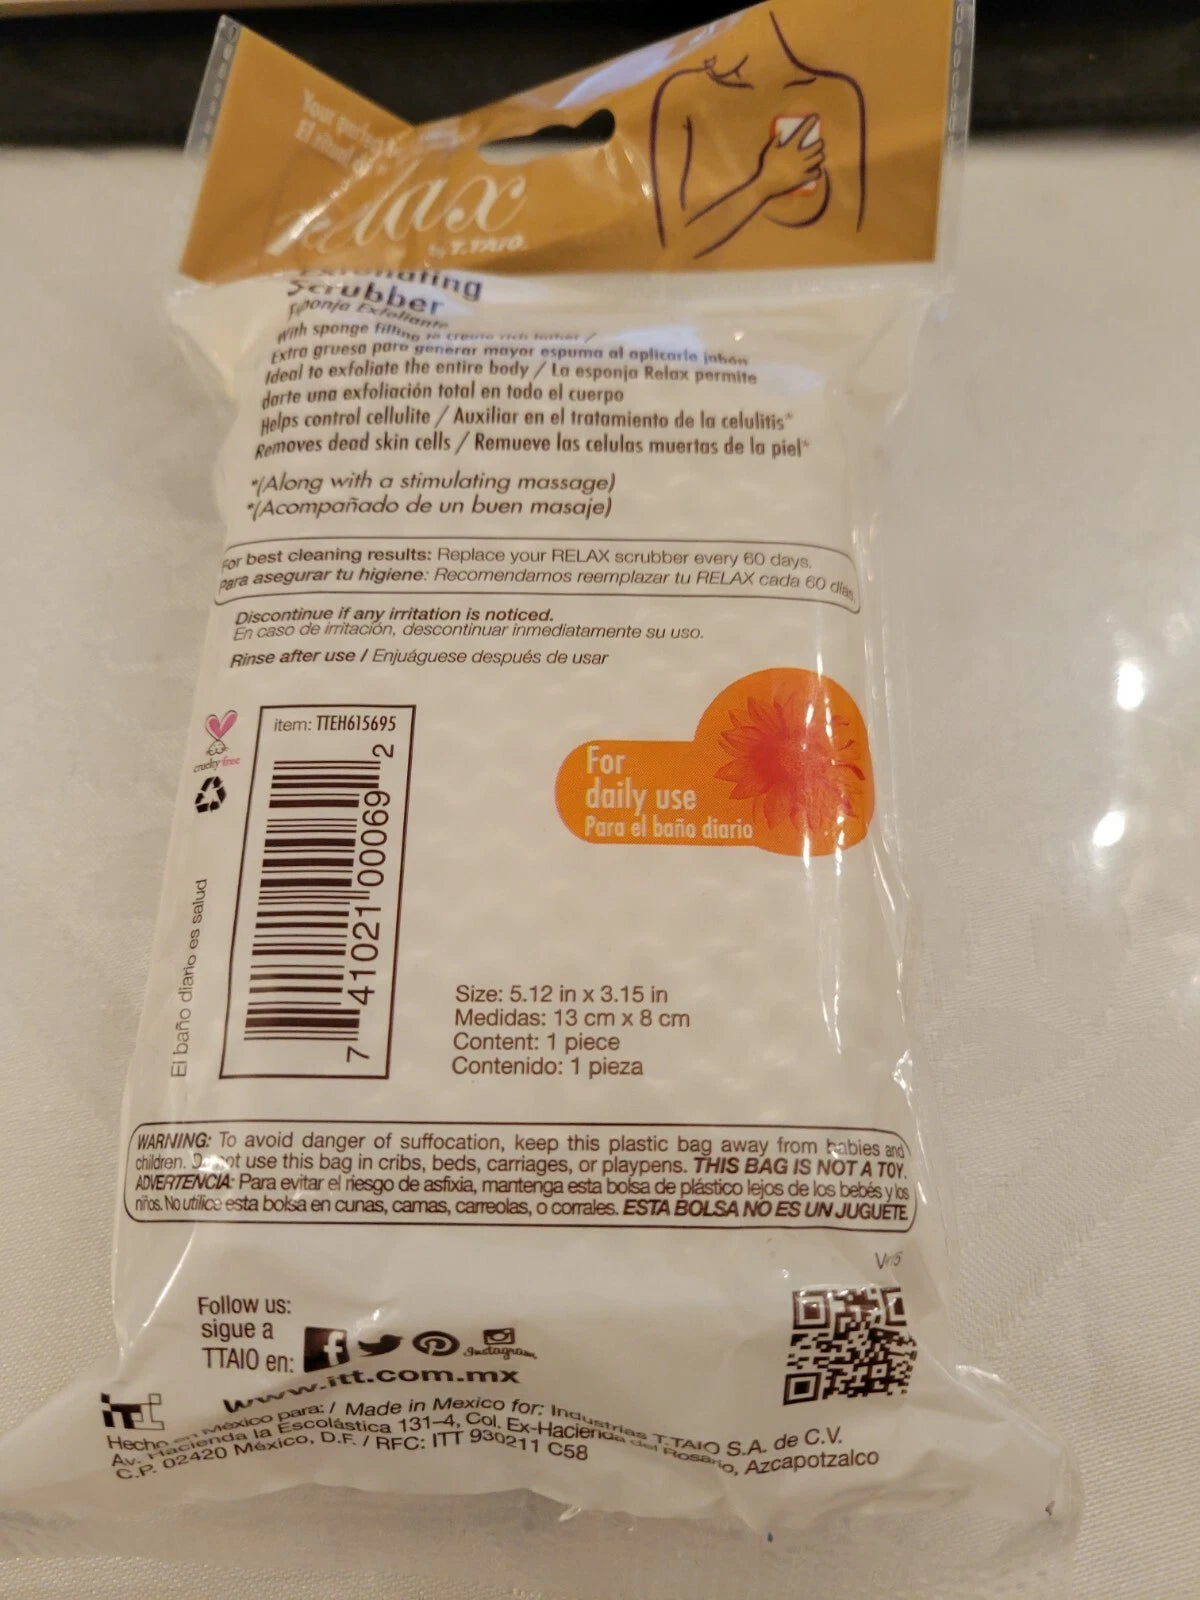 Your perfect
El ritual de
Relax
by T.TAIO.
Exfoliating
Scrubber
Esponja Exfoliante
With sponge filling to create rich lather /
Extra gruesa para generar mayor espuma al aplicarle jabón
Ideal to exfoliate the entire body / La esponja Relax permite
darte una exfoliación total en todo el cuerpo
Helps control cellulite / Auxiliar en el tratamiento de la celulitis*
Removes dead skin cells / Remueve las celulas muertas de la piel*
*(Along with a stimulating massage)
*(Acompañado de un buen masaje)
For best cleaning results: Replace your RELAX scrubber every 60 days.
Para asegurar tu higiene: Recomendamos reemplazar tu RELAX cada 60 días.
Discontinue if any irritation is noticed.
En caso de irritación, descontinuar inmediatamente su uso.
Rinse after use / Enjuáguese después de usar
cruelty free
item: TTEH615695
7 41021 00069 2
El baño diario es salud
For
daily use
Para el baño diario
Size: 5.12 in x 3.15 in
Medidas: 13 cm x 8 cm
Content: 1 piece
Contenido: 1 pieza
WARNING: To avoid danger of suffocation, keep this plastic bag away from babies and
children. Do not use this bag in cribs, beds, carriages, or playpens. THIS BAG IS NOT A TOY.
ADVERTENCIA: Para evitar el riesgo de asfixia, mantenga esta bolsa de plástico lejos de los bebés y los
niños. No utilice esta bolsa en cunas, camas, carreolas, o corrales. ESTA BOLSA NO ES UN JUGUETE.
Follow us:
sigue a
TTAIO en:
Instagram
www.itt.com.mx
itt
Hecho en México para: / Made in Mexico for: Industrias T.TAIO S.A. de C.V.
Av. Hacienda la Escolástica 131-4, Col. Ex-Hacienda del Rosario, Azcapotzalco
C.P. 02420 México, D.F. / RFC: ITT 930211 C58